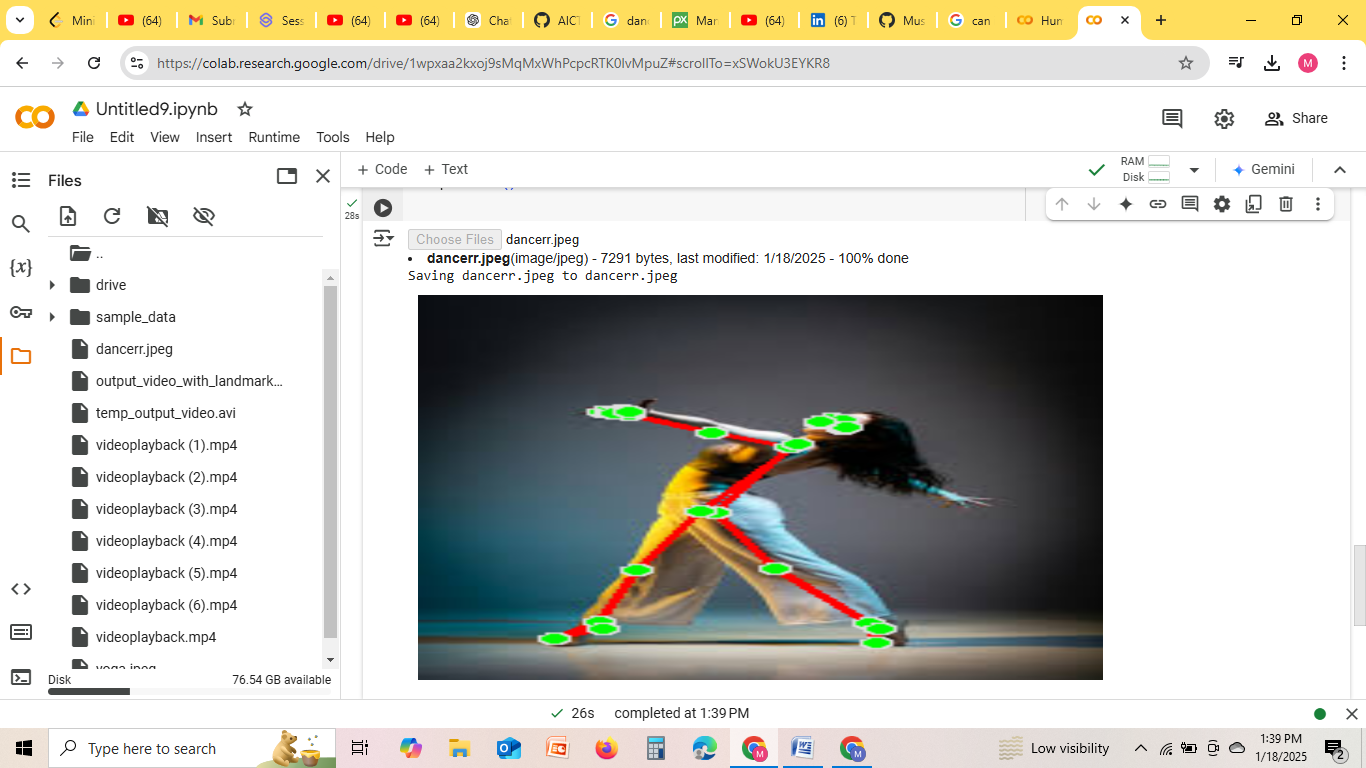 Mini
(64)
Subm
Sess
(64)
(64)
Chat
AICT
danc
Mar
(64)
(6) T
Mus
can
Hun
https://colab.research.google.com/drive/1wpxaa2kxoj9sMqMxWhPcpcRTK0lvMpuZ#scrollTo=xSWokU3EYKR8
M
Untitled9.ipynb
File Edit View Insert Runtime Tools Help
Share
Files
+ Code + Text
RAM
Disk
Gemini
{x}
..
drive
sample_data
dancerr.jpeg
output_video_with_landmark...
temp_output_video.avi
videoplayback (1).mp4
videoplayback (2).mp4
videoplayback (3).mp4
videoplayback (4).mp4
videoplayback (5).mp4
videoplayback (6).mp4
videoplayback.mp4
yoga.jpeg
Disk 76.54 GB available
28s
Choose Files dancerr.jpeg
• dancerr.jpeg(image/jpeg) - 7291 bytes, last modified: 1/18/2025 - 100% done
Saving dancerr.jpeg to dancerr.jpeg
26s completed at 1:39 PM
Type here to search
Low visibility
1:39 PM
1/18/2025
2